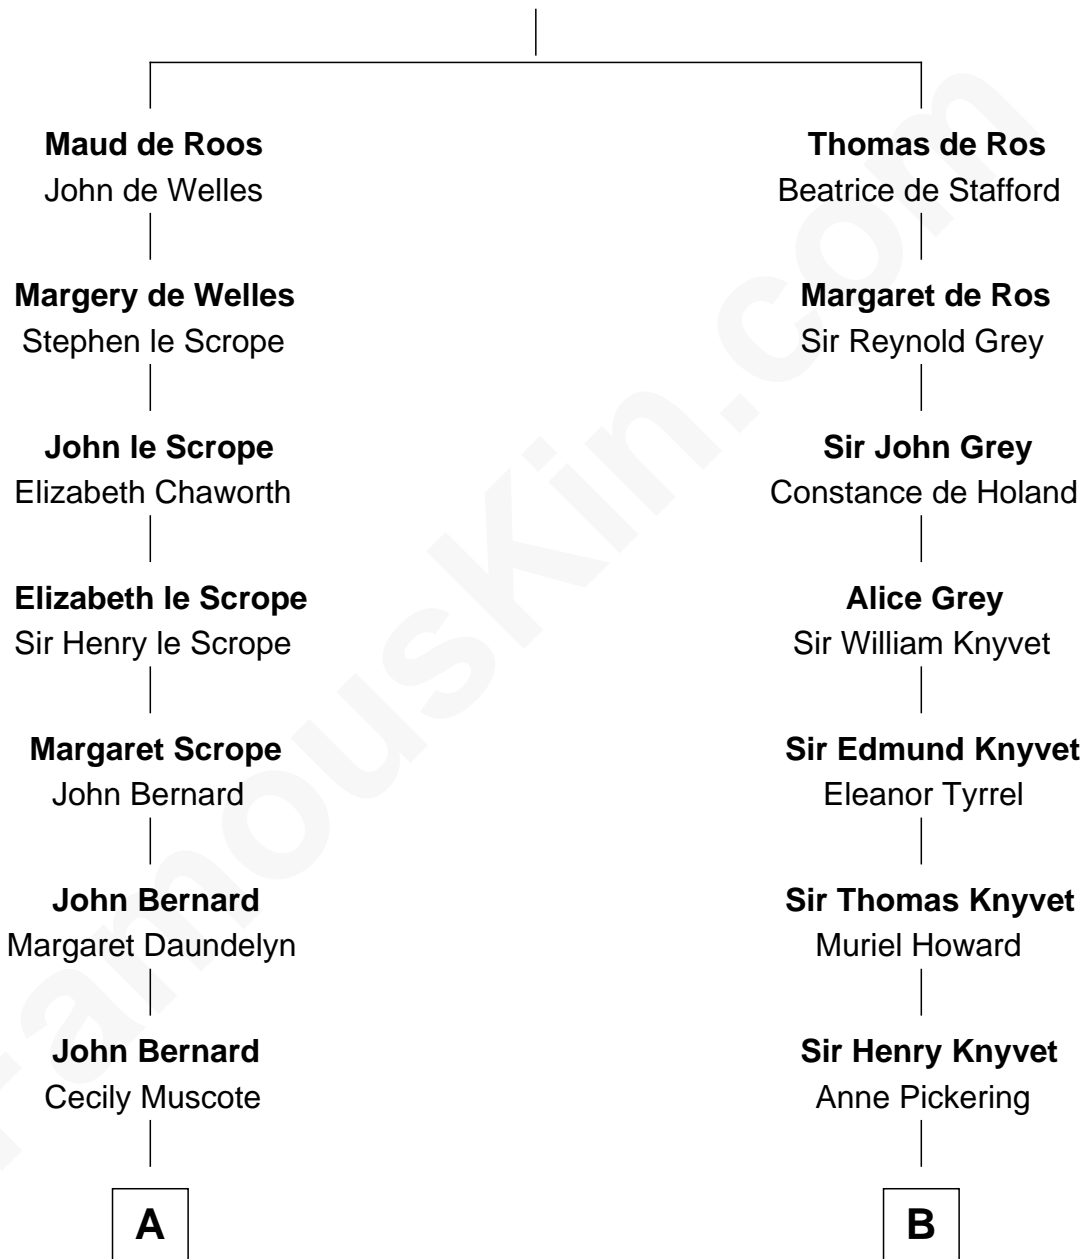 Maud de Roos
John de Welles
Thomas de Ros
Beatrice de Stafford
Margery de Welles
Stephen le Scrope
Margaret de Ros
Sir Reynold Grey
John le Scrope
Elizabeth Chaworth
Sir John Grey
Constance de Holand
Elizabeth le Scrope
Sir Henry le Scrope
Alice Grey
Sir William Knyvet
Margaret Scrope
John Bernard
Sir Edmund Knyvet
Eleanor Tyrrel
John Bernard
Margaret Daundelyn
Sir Thomas Knyvet
Muriel Howard
John Bernard
Cecily Muscote
Sir Henry Knyvet
Anne Pickering
A
B
FamousKin.com